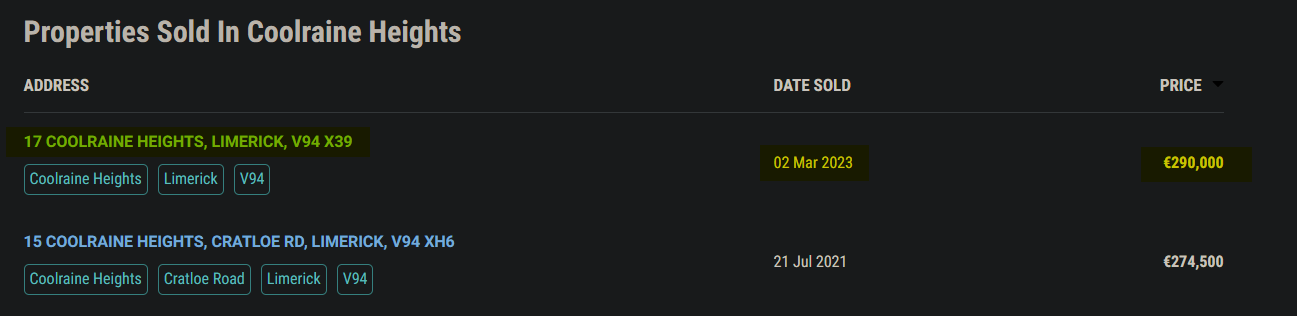 Properties Sold In Coolraine Heights
ADDRESS DATE SOLD PRICE
17 COOLRAINE HEIGHTS, LIMERICK, V94 X39
02 Mar 2023 €290,000
Coolraine Heights Limerick V94
15 COOLRAINE HEIGHTS, CRATLOE RD, LIMERICK, V94 XH6
21 Jul 2021 €274,500
Coolraine Heights Cratloe Road Limerick V94